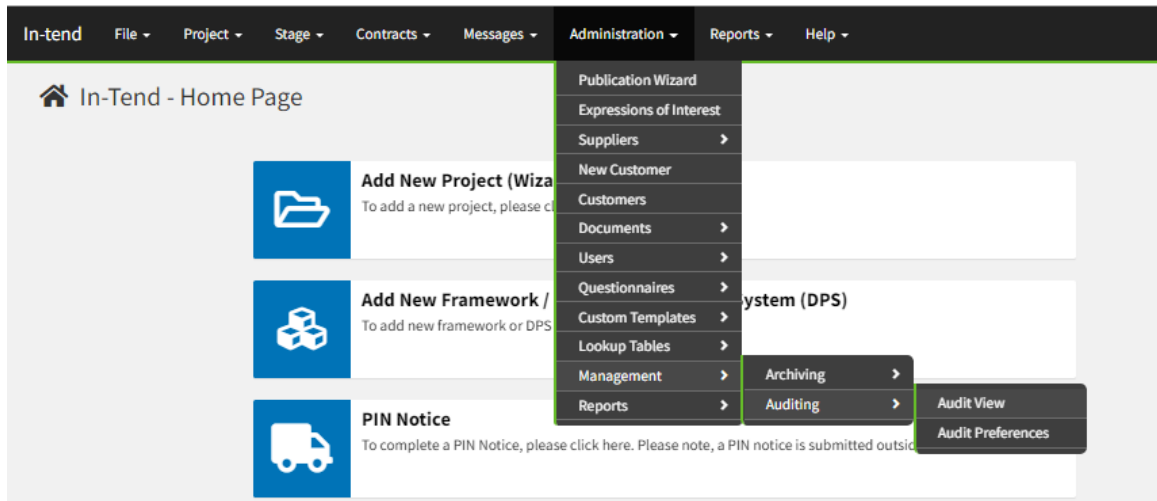 In-tend File Project Stage Contracts Messages Administration Reports Help
In-Tend - Home Page
Publication Wizard
Expressions of Interest
Suppliers
New Customer
Customers
Documents
Users
Questionnaires
Custom Templates
Lookup Tables
Management
Reports
Archiving
Auditing
Audit View
Audit Preferences
Add New Project (Wiza
To add a new project, please cl
Add New Framework / ystem (DPS)
To add new framework or DPS
PIN Notice
To complete a PIN Notice, please click here. Please note, a PIN notice is submitted outsid